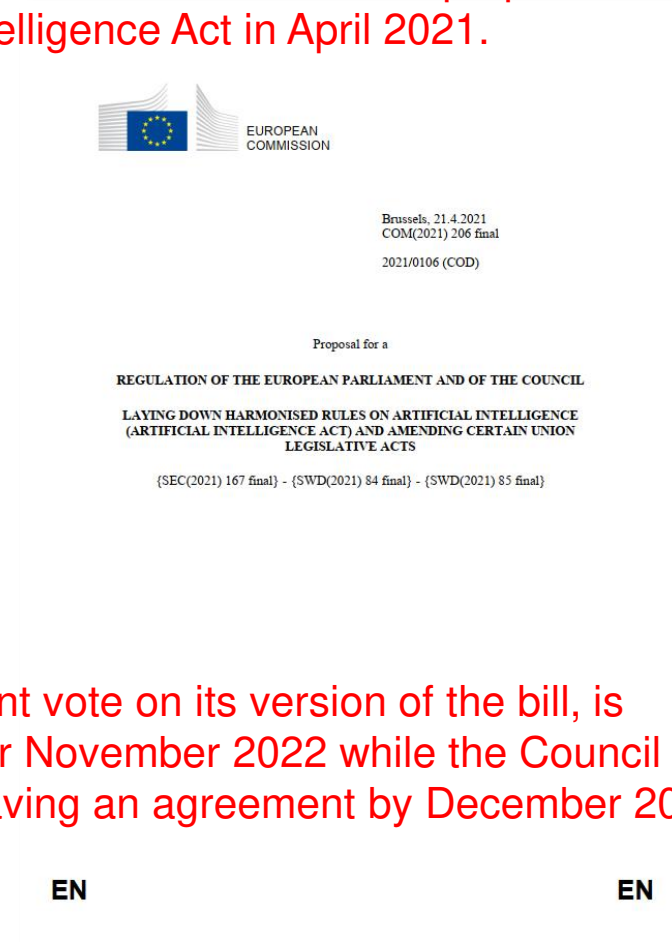 elligence Act in April 2021.
EUROPEAN
COMMISSION
Brussels, 21.4.2021
COM(2021) 206 final
2021/0106 (COD)
Proposal for a
REGULATION OF THE EUROPEAN PARLIAMENT AND OF THE COUNCIL
LAYING DOWN HARMONISED RULES ON ARTIFICIAL INTELLIGENCE
(ARTIFICIAL INTELLIGENCE ACT) AND AMENDING CERTAIN UNION
LEGISLATIVE ACTS
{SEC(2021) 167 final} - {SWD(2021) 84 final} - {SWD(2021) 85 final}
nt vote on its version of the bill, is
r November 2022 while the Council
ving an agreement by December 20
EN EN